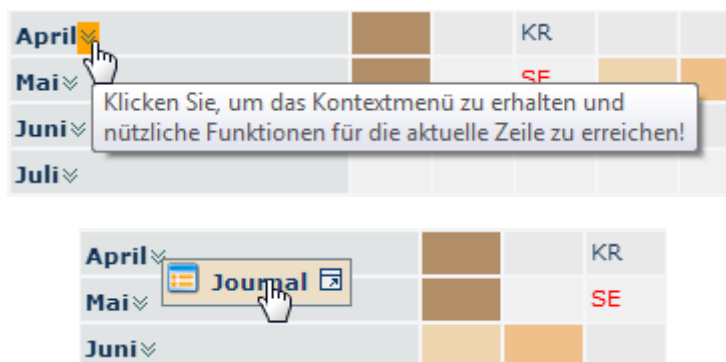 April KR
Mai SE
Klicken Sie, um das Kontextmenü zu erhalten und
nützliche Funktionen für die aktuelle Zeile zu erreichen!
Juni
Juli
April KR
Journal
Mai SE
Juni